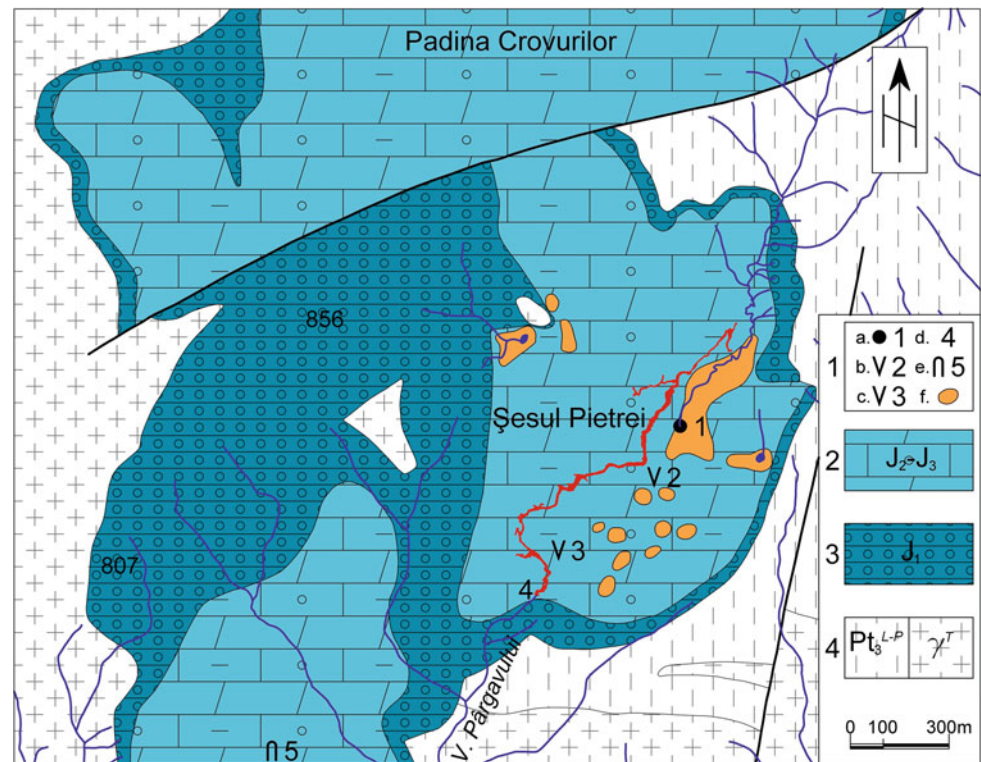 Padina Crovurilor
856
Şesul Pietrei
1
V 2
V 3
807
4
V. Pârgavului
∩ 5
1
a. ● 1 d. 4
b. V 2 e. ∩ 5
c. V 3 f.
2
J₂-J₃
3
J₁
4
Pt₃ᴸ⁻ᴾ γᵀ
0 100 300m